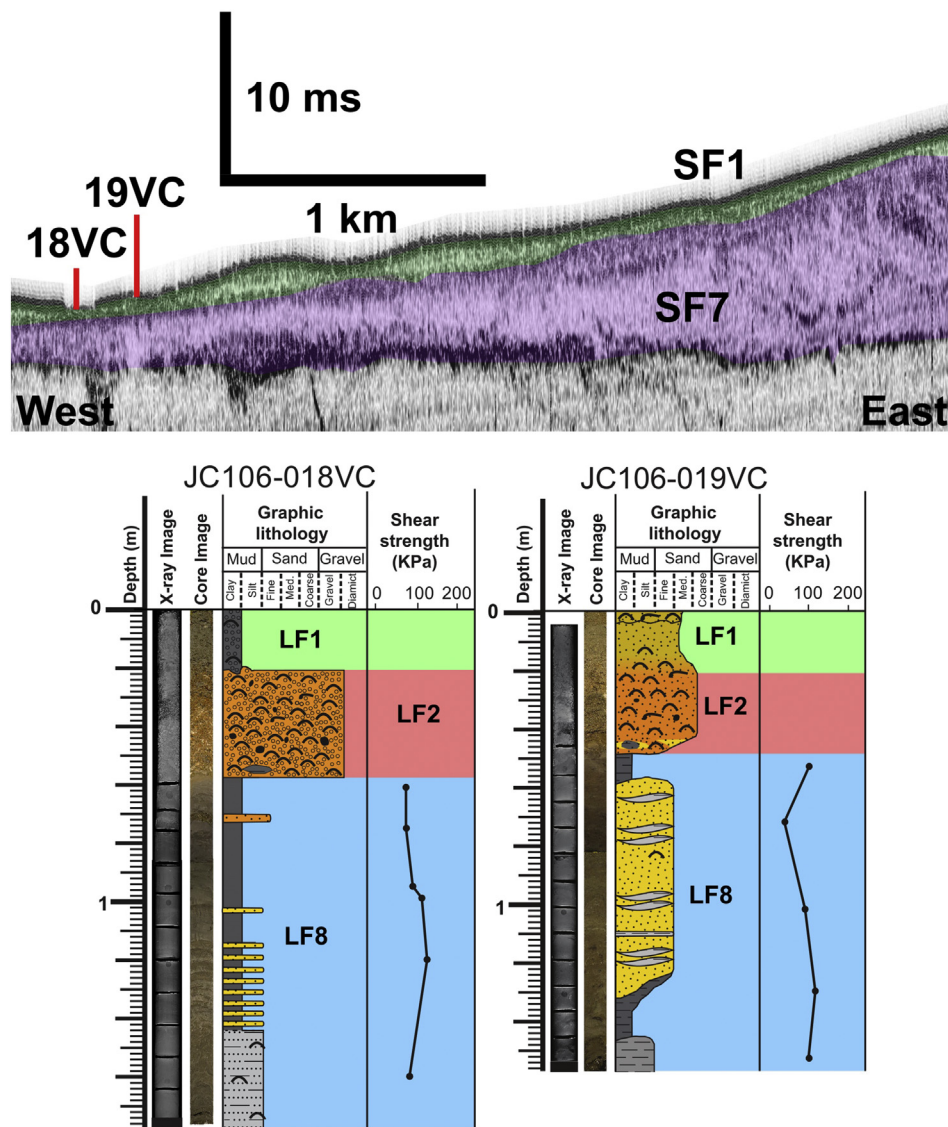 10 ms
SF1
19VC
1 km
18VC
SF7
West
East
JC106-018VC
Depth (m)
X-ray Image
Core Image
Graphic
lithology
Mud
Sand
Gravel
Clay
Silt
Fine
Med.
Coarse
Gravel
Diamict
Shear
strength
(KPa)
0 100 200
0
LF1
LF2
1
LF8
JC106-019VC
Depth (m)
X-ray Image
Core Image
Graphic
lithology
Mud
Sand
Gravel
Clay
Silt
Fine
Med.
Coarse
Gravel
Diamict
Shear
strength
(KPa)
0 100 200
0
LF1
LF2
1
LF8